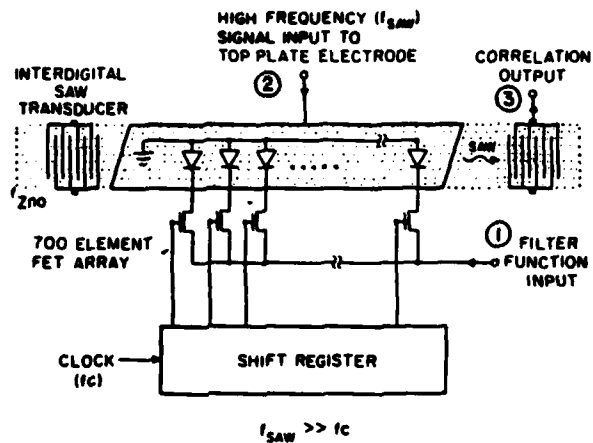 HIGH FREQUENCY (fSAW)
SIGNAL INPUT TO
TOP PLATE ELECTRODE
②
INTERDIGITAL
SAW
TRANSDUCER
CORRELATION
OUTPUT
③
SAW
ZnO
700 ELEMENT
FET ARRAY
①
FILTER
FUNCTION
INPUT
CLOCK
(fc)
SHIFT REGISTER
fSAW >> fc